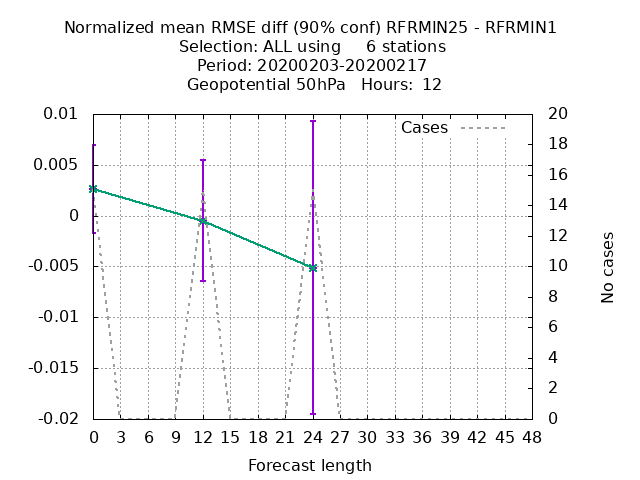 Normalized mean RMSE diff (90% conf) RFRMIN25 - RFRMIN1
Selection: ALL using     6 stations
Period: 20200203-20200217
Geopotential 50hPa   Hours:  12
Cases
0.01
0.005
0
-0.005
-0.01
-0.015
-0.02
20
18
16
14
12
10
8
6
4
2
0
No cases
0 3 6 9 12 15 18 21 24 27 30 33 36 39 42 45 48
Forecast length